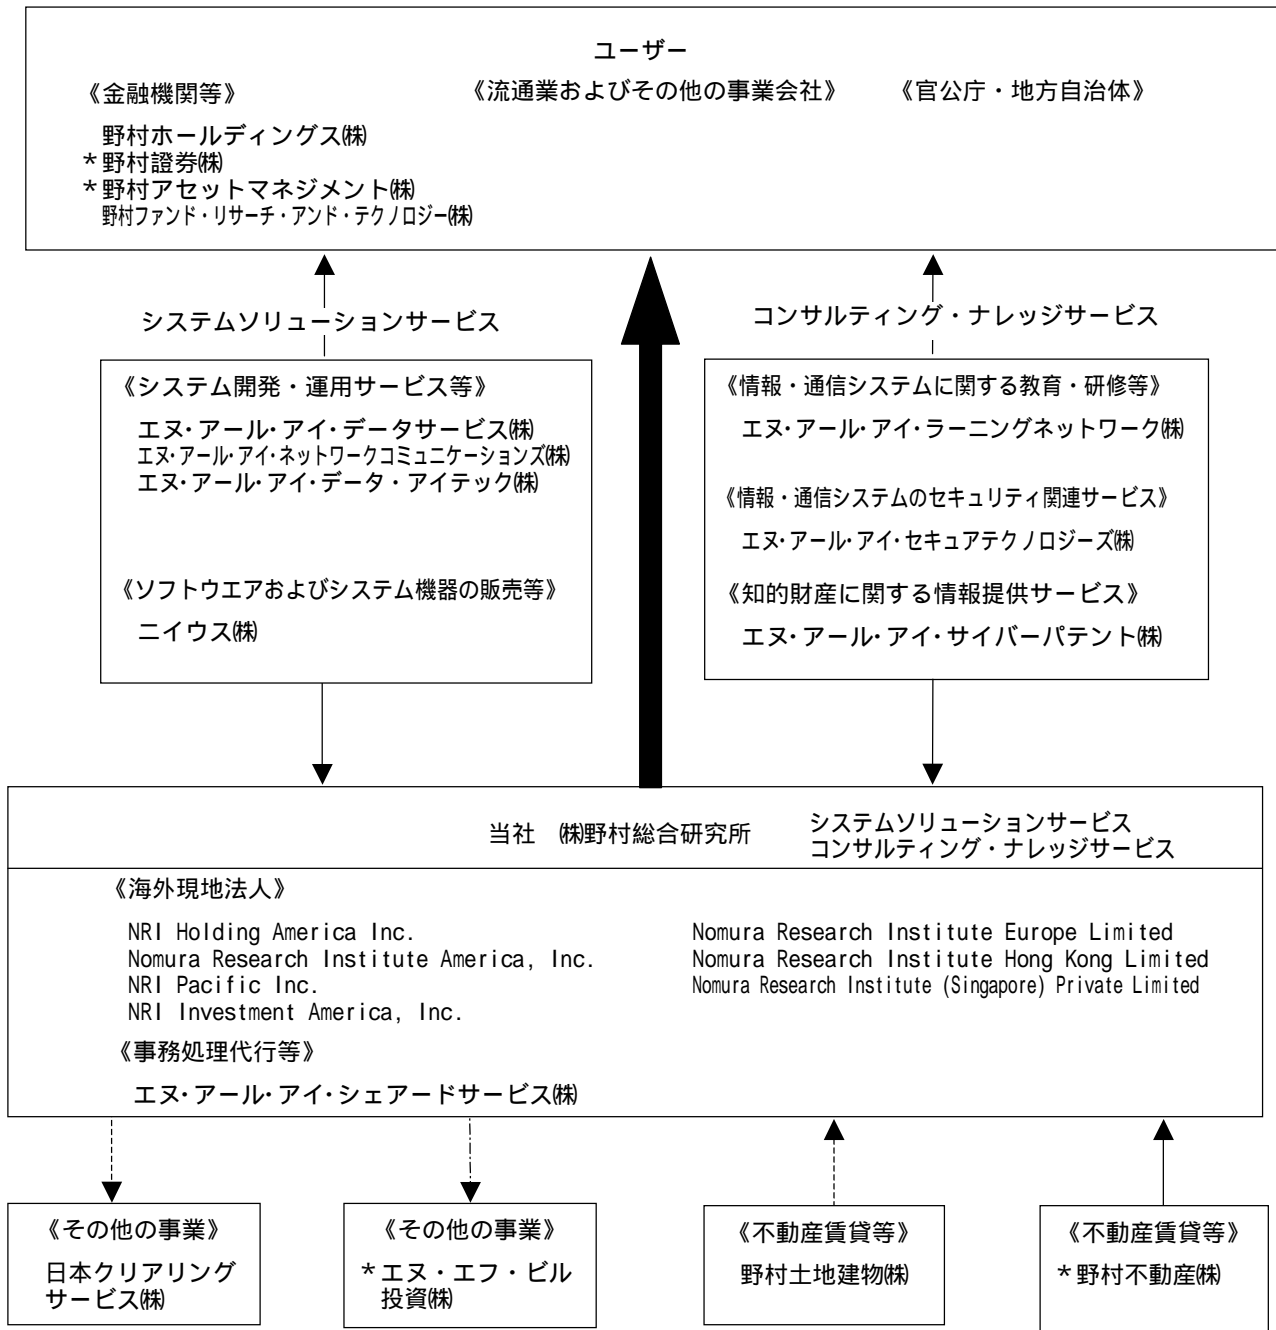 ユーザー
《金融機関等》
《流通業およびその他の事業会社》
《官公庁・地方自治体》
野村ホールディングス㈱
*野村證券㈱
*野村アセットマネジメント㈱
野村ファンド・リサーチ・アンド・テクノロジー㈱
システムソリューションサービス
コンサルティング・ナレッジサービス
《システム開発・運用サービス等》
エヌ・アール・アイ・データサービス㈱
エヌ・アール・アイ・ネットワークコミュニケーションズ㈱
エヌ・アール・アイ・データ・アイテック㈱
《ソフトウエアおよびシステム機器の販売等》
ニイウス㈱
《情報・通信システムに関する教育・研修等》
エヌ・アール・アイ・ラーニングネットワーク㈱
《情報・通信システムのセキュリティ関連サービス》
エヌ・アール・アイ・セキュアテクノロジーズ㈱
《知的財産に関する情報提供サービス》
エヌ・アール・アイ・サイバーパテント㈱
当社　㈱野村総合研究所
システムソリューションサービス
コンサルティング・ナレッジサービス
《海外現地法人》
NRI Holding America Inc.
Nomura Research Institute America, Inc.
NRI Pacific Inc.
NRI Investment America, Inc.
Nomura Research Institute Europe Limited
Nomura Research Institute Hong Kong Limited
Nomura Research Institute (Singapore) Private Limited
《事務処理代行等》
エヌ・アール・アイ・シェアードサービス㈱
《その他の事業》
日本クリアリング
サービス㈱
《その他の事業》
*エヌ・エフ・ビル
投資㈱
《不動産賃貸等》
野村土地建物㈱
《不動産賃貸等》
*野村不動産㈱